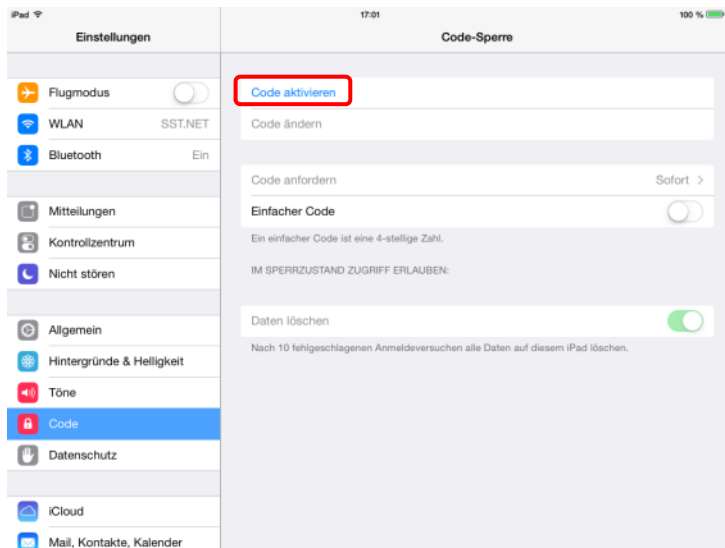 iPad 17:01 100 %
Einstellungen
Code-Sperre
Flugmodus
WLAN SST.NET
Bluetooth Ein
Mitteilungen
Kontrollzentrum
Nicht stören
Allgemein
Hintergründe & Helligkeit
Töne
Code
Datenschutz
iCloud
Mail, Kontakte, Kalender
Code aktivieren
Code ändern
Code anfordern Sofort
Einfacher Code
Ein einfacher Code ist eine 4-stellige Zahl.
IM SPERRZUSTAND ZUGRIFF ERLAUBEN:
Daten löschen
Nach 10 fehlgeschlagenen Anmeldeversuchen alle Daten auf diesem iPad löschen.